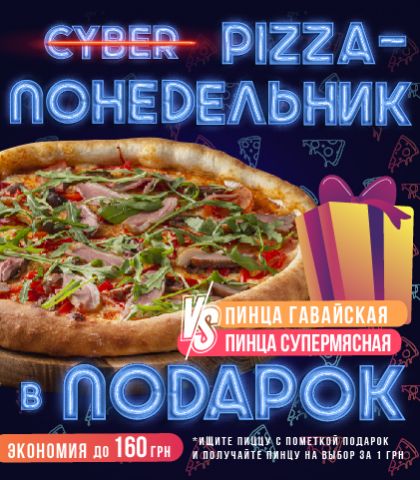 CYBER PIZZA-
ПОНЕДЕЛЬНИК
VS
ПИНЦА ГАВАЙСКАЯ
ПИНЦА СУПЕРМЯСНАЯ
В ПОДАРОК
ЭКОНОМИЯ ДО 160 ГРН
*ИЩИТЕ ПИЦЦУ С ПОМЕТКОЙ ПОДАРОК
И ПОЛУЧАЙТЕ ПИНЦУ НА ВЫБОР ЗА 1 ГРН